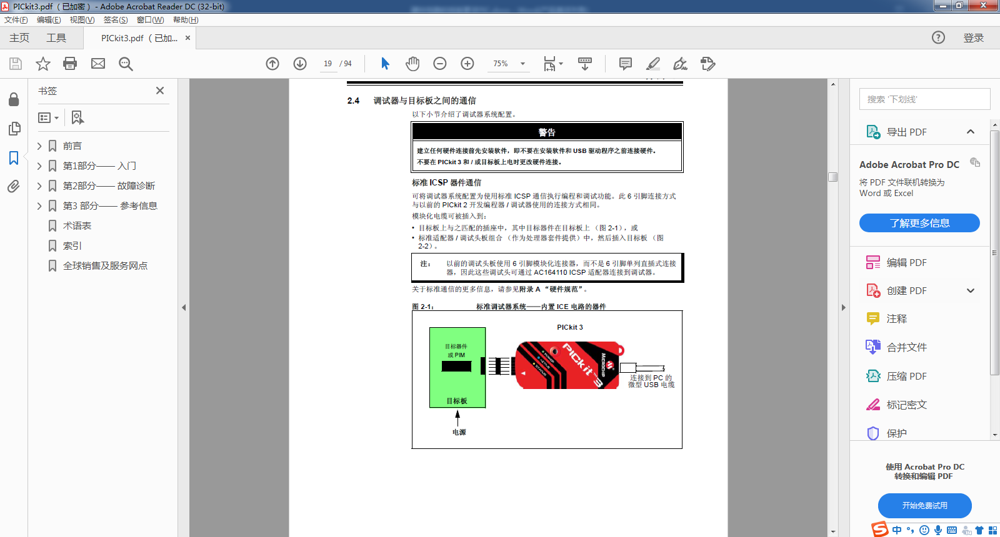 PICkit3.pdf（已加密） - Adobe Acrobat Reader DC (32-bit)
文件(F) 编辑(E) 视图(V) 签名(S) 窗口(W) 帮助(H)
主页 工具 PICkit3.pdf（已加... × 登录
19 / 94 75%
书签
前言
第1部分—— 入门
第2部分—— 故障诊断
第3 部分—— 参考信息
术语表
索引
全球销售及服务网点
2.4 调试器与目标板之间的通信
以下小节介绍了调试器系统配置。
警告
建立任何硬件连接前先安装软件，即不要在安装软件和 USB 驱动程序之前连接硬件。
不要在 PICkit 3 和 / 或目标板上电时更改硬件连接。
标准 ICSP 器件通信
可将调试器系统配置为使用标准 ICSP 通信执行编程和调试功能。此 6 引脚连接方式
与以前的 PICkit 2 开发编程器 / 调试器使用的连接方式相同。
模块化电缆可被插入到：
• 目标板上与之匹配的插座中，其中目标器件在目标板上 （图 2-1），或
• 标准适配器 / 调试头板组合 （作为处理器套件提供）中，然后插入目标板 （图
2-2）。
注： 以前的调试头板使用 6 引脚模块化连接器，而不是 6 引脚单列直插式连接
器，因此这些调试头可通过 AC164110 ICSP 适配器连接到调试器。
关于标准通信的更多信息，请参见附录 A “硬件规范”。
图 2-1： 标准调试器系统——内置 ICE 电路的器件
PICkit 3
目标器件
或 PIM
目标板
电源
POWER
ACTIVE
STATUS
PICkit™ 3
MICROCHIP
连接到 PC 的
微型 USB 电缆
搜索 '下划线'
导出 PDF
Adobe Acrobat Pro DC
将 PDF 文件联机转换为
Word 或 Excel
了解更多信息
编辑 PDF
创建 PDF
注释
合并文件
压缩 PDF
标记密文
保护
使用 Acrobat Pro DC
转换和编辑 PDF
开始免费试用
S 中